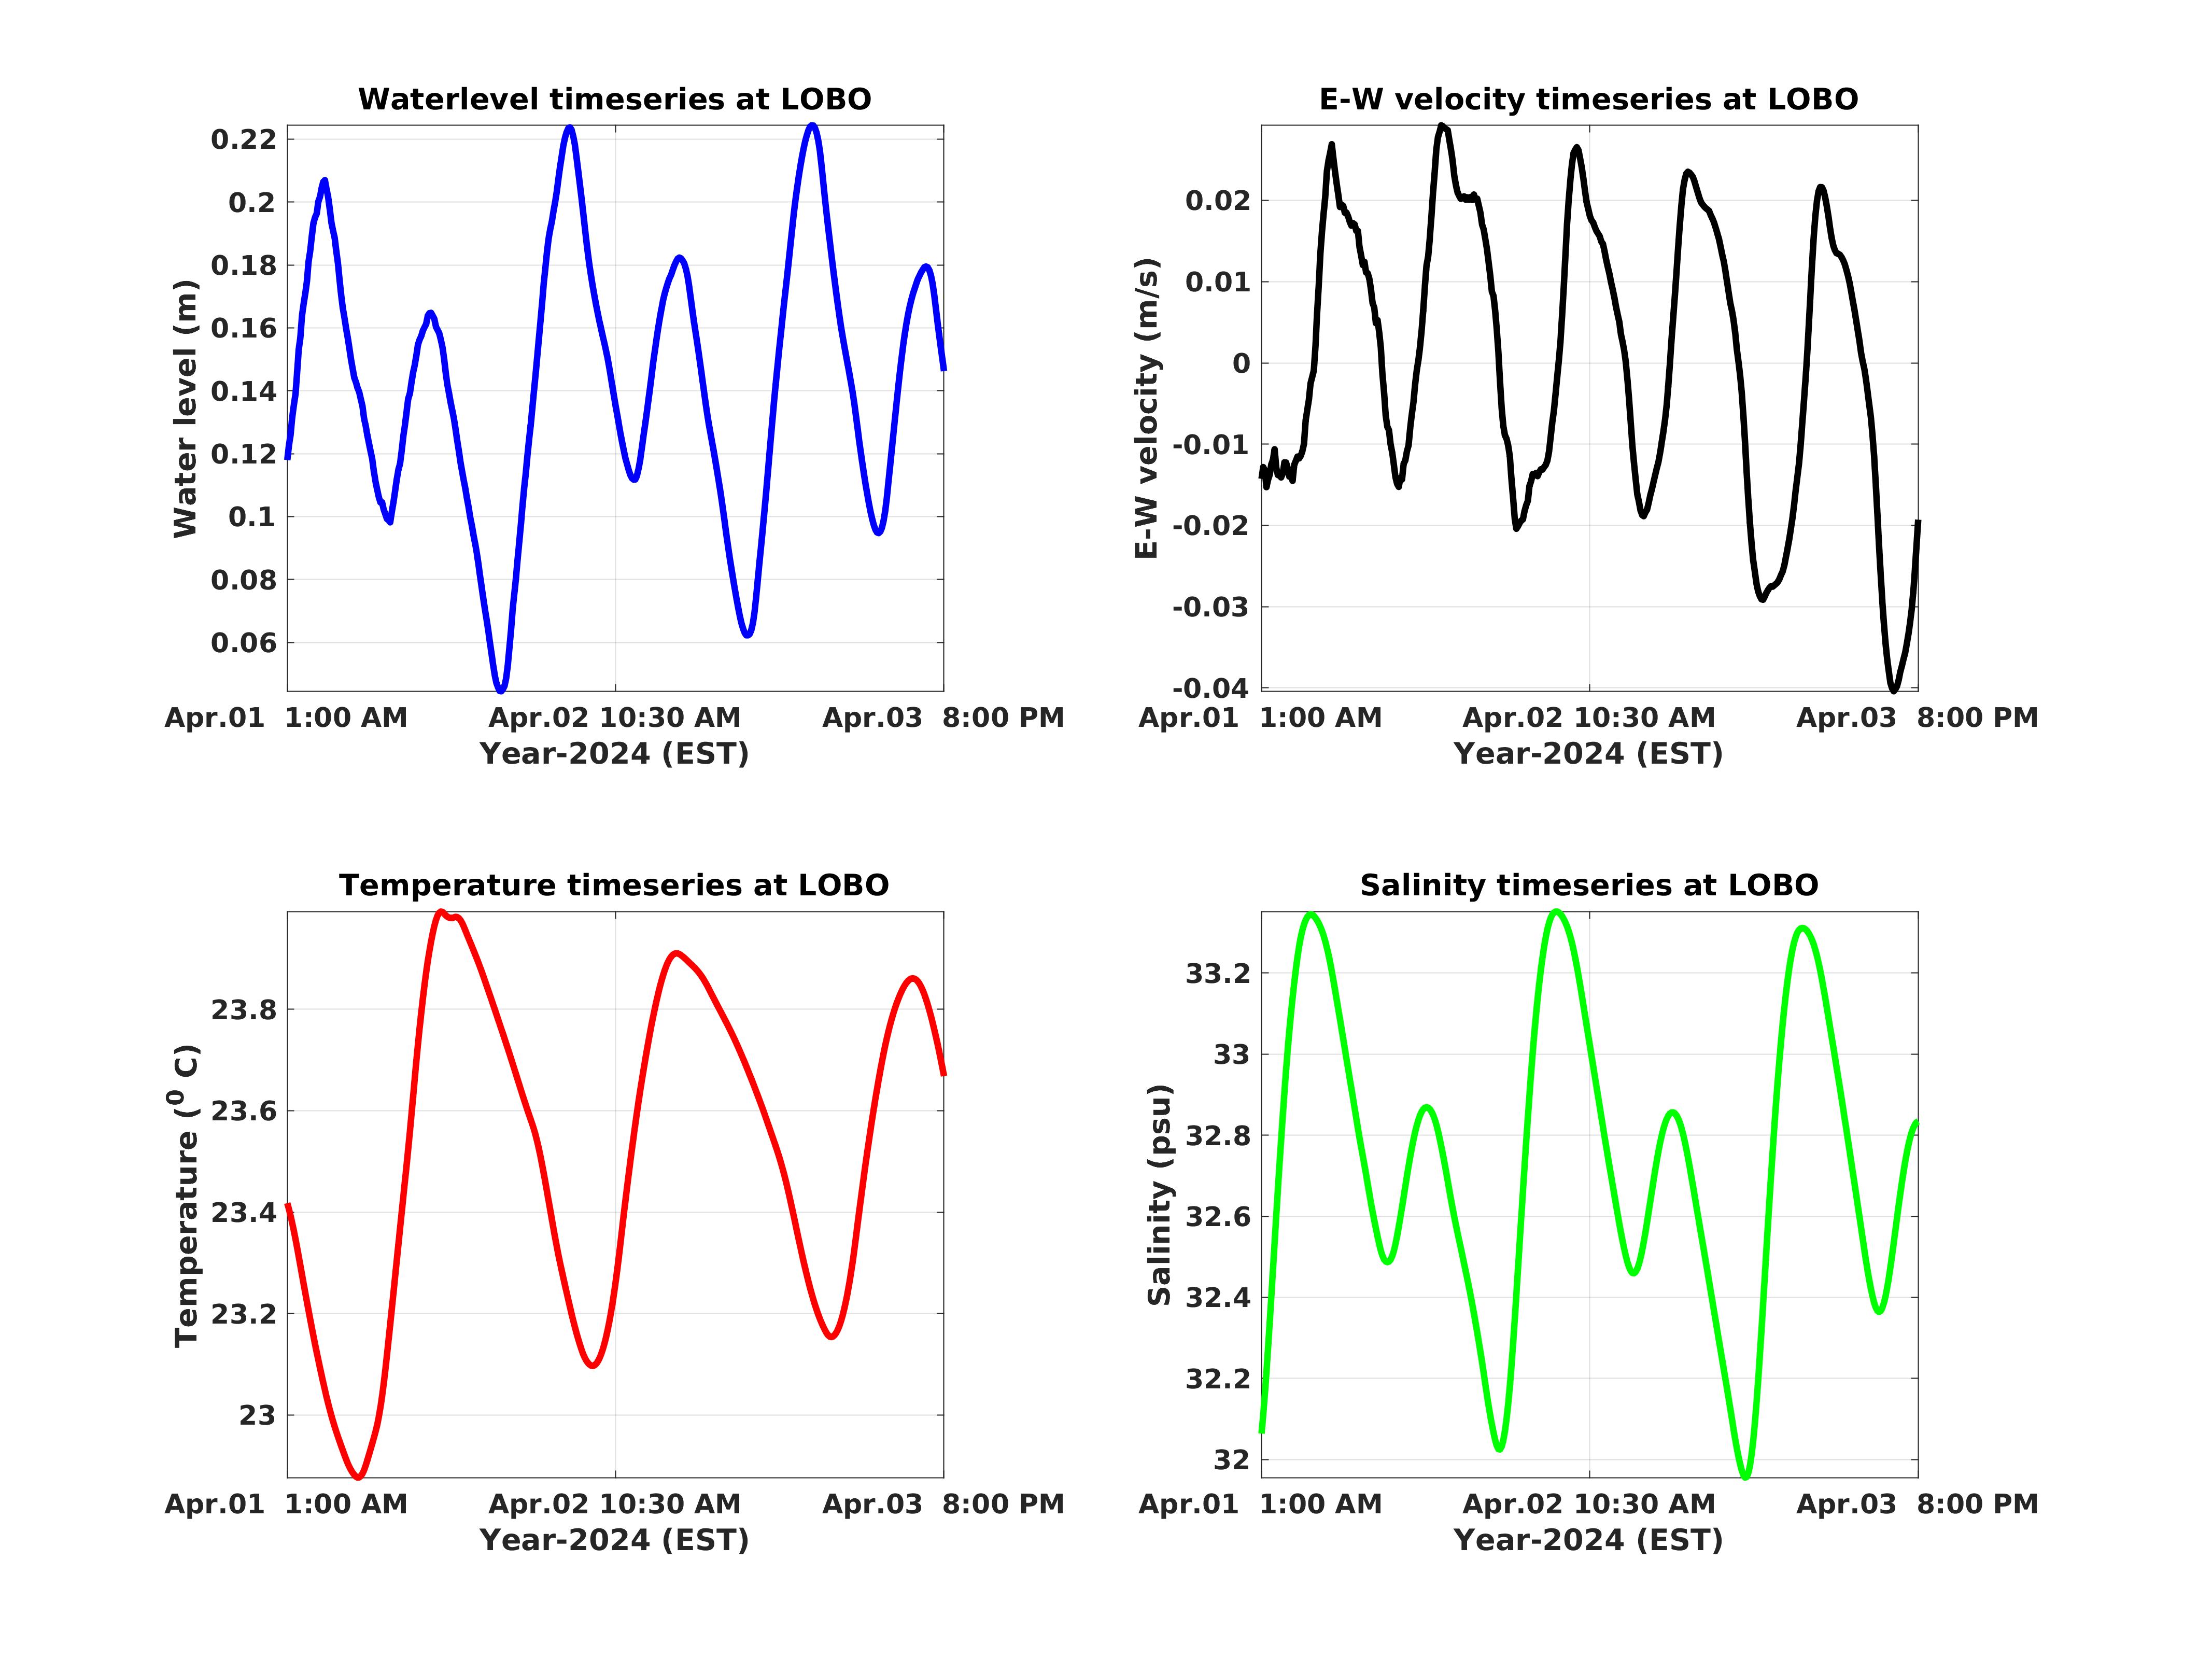 Waterlevel timeseries at LOBO
0.22
0.2
0.18
0.16
0.14
0.12
0.1
0.08
0.06
Water level (m)
Apr.01 1:00 AM
Apr.02 10:30 AM
Apr.03 8:00 PM
Year-2024 (EST)
E-W velocity timeseries at LOBO
0.02
0.01
0
-0.01
-0.02
-0.03
-0.04
E-W velocity (m/s)
Apr.01 1:00 AM
Apr.02 10:30 AM
Apr.03 8:00 PM
Year-2024 (EST)
Temperature timeseries at LOBO
23.8
23.6
23.4
23.2
23
Temperature (⁰ C)
Apr.01 1:00 AM
Apr.02 10:30 AM
Apr.03 8:00 PM
Year-2024 (EST)
Salinity timeseries at LOBO
33.2
33
32.8
32.6
32.4
32.2
32
Salinity (psu)
Apr.01 1:00 AM
Apr.02 10:30 AM
Apr.03 8:00 PM
Year-2024 (EST)